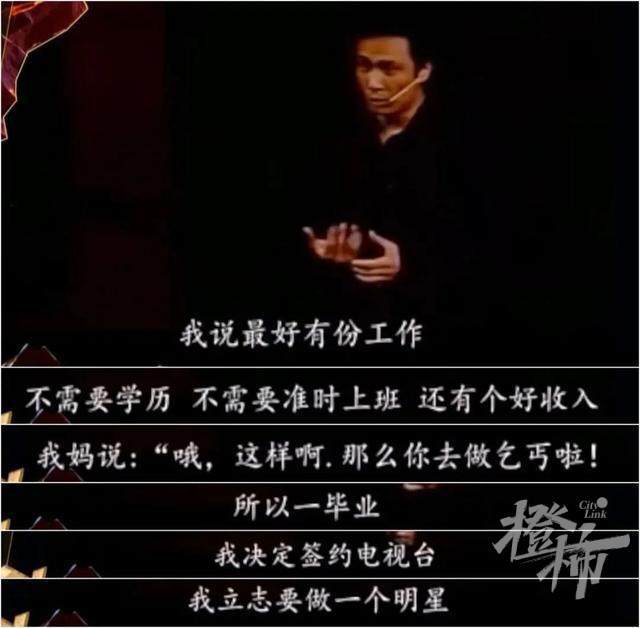 我说最好有份工作
不需要学历 不需要准时上班 还有个好收入
我妈说：“哦，这样啊.那么你去做乞丐啦！
所以一毕业
我决定签约电视台
我立志要做一个明星
City Link
橙柿